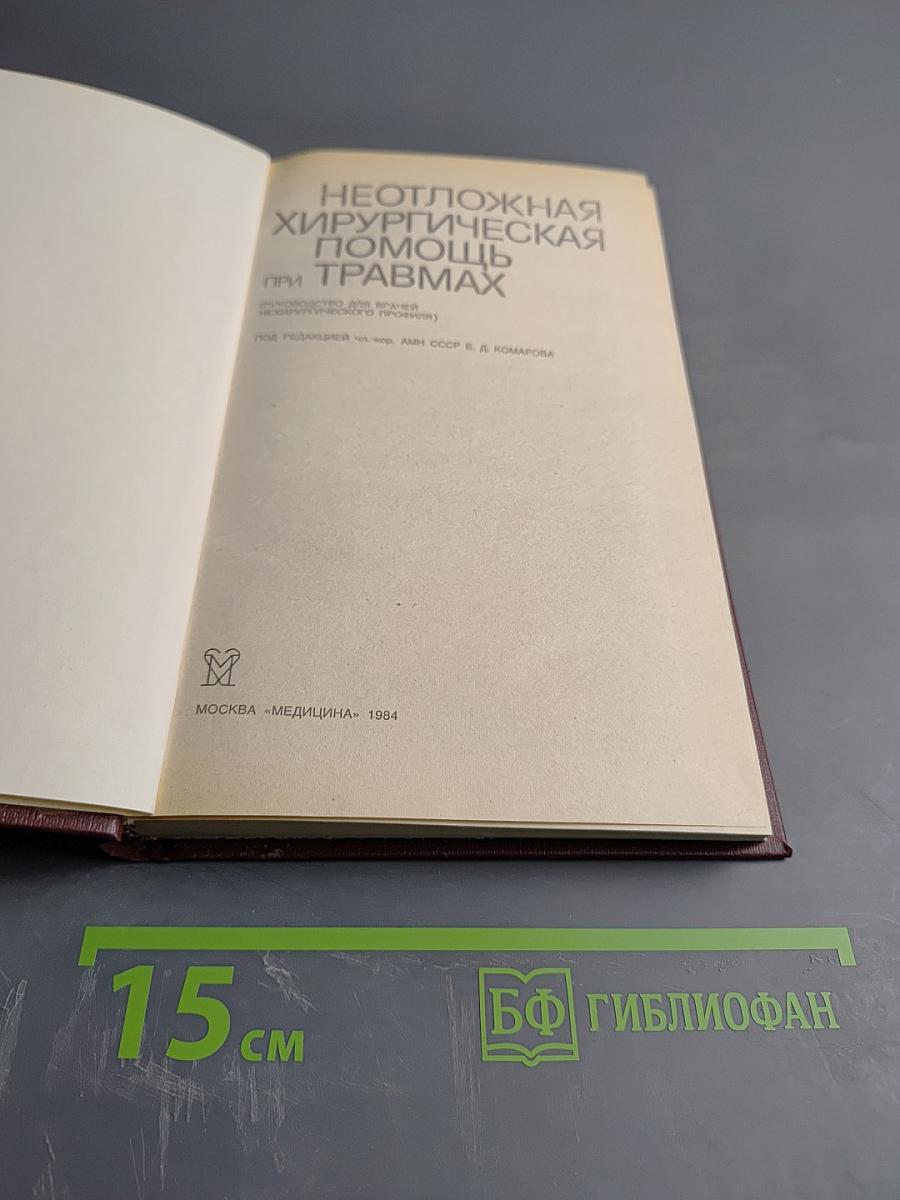 НЕОТЛОЖНАЯ
ХИРУРГИЧЕСКАЯ
ПОМОЩЬ
ПРИ ТРАВМАХ
(РУКОВОДСТВО ДЛЯ ВРАЧЕЙ
НЕХИРУРГИЧЕСКОГО ПРОФИЛЯ)
ПОД РЕДАКЦИЕЙ чл.-кор. АМН СССР Б. Д. КОМАРОВА
М
МОСКВА «МЕДИЦИНА» 1984
15 см
БФ ГИБЛИОФАН